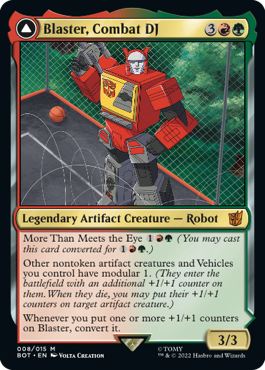 Blaster, Combat DJ 3
Legendary Artifact Creature — Robot
More Than Meets the Eye 1 (You may cast
this card converted for 1.)
Other nontoken artifact creatures and Vehicles
you control have modular 1. (They enter the
battlefield with an additional +1/+1 counter on
them. When they die, you may put their +1/+1
counters on target artifact creature.)
Whenever you put one or more +1/+1 counters
on Blaster, convert it.
3/3
008/015 M
BOT • EN Volta Creation
©TOMY
™ & © 2022 Hasbro and Wizards